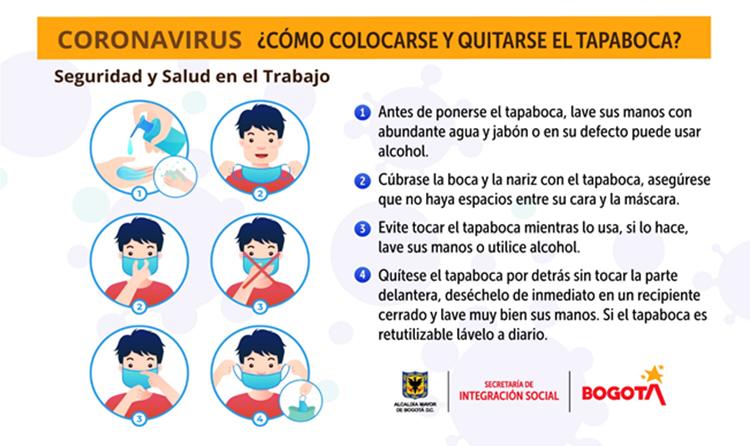 CORONAVIRUS ¿CÓMO COLOCARSE Y QUITARSE EL TAPABOCA?
Seguridad y Salud en el Trabajo
1
2
2
3
3
4
1 Antes de ponerse el tapaboca, lave sus manos con
abundante agua y jabón o en su defecto puede usar
alcohol.
2 Cúbrase la boca y la nariz con el tapaboca, asegúrese
que no haya espacios entre su cara y la máscara.
3 Evite tocar el tapaboca mientras lo usa, si lo hace,
lave sus manos o utilice alcohol.
4 Quítese el tapaboca por detrás sin tocar la parte
delantera, deséchelo de inmediato en un recipiente
cerrado y lave muy bien sus manos. Si el tapaboca es
retutilizable lávelo a diario.
ALCALDÍA MAYOR
DE BOGOTÁ D.C.
SECRETARÍA DE
INTEGRACIÓN SOCIAL
BOGOTÁ